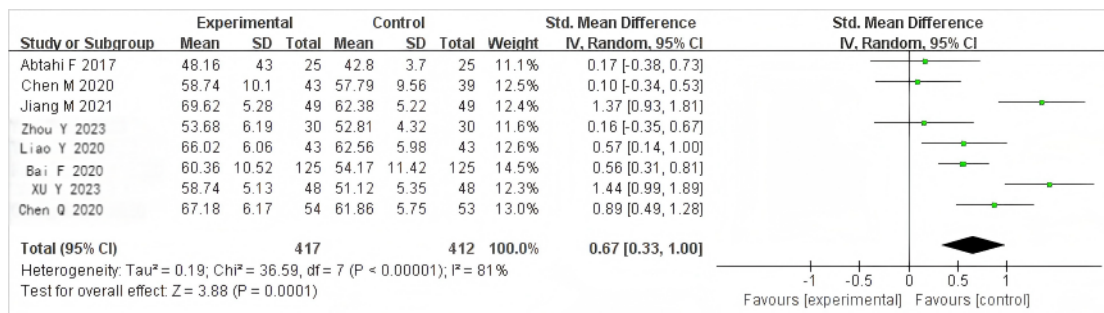 Experimental Control Std. Mean Difference Std. Mean Difference
Study or Subgroup Mean SD Total Mean SD Total Weight IV, Random, 95% CI IV, Random, 95% CI
Abtahi F 2017 48.16 43 25 42.8 3.7 25 11.1% 0.17 [-0.38, 0.73]
Chen M 2020 58.74 10.1 43 57.79 9.56 39 12.5% 0.10 [-0.34, 0.53]
Jiang M 2021 69.62 5.28 49 62.38 5.22 49 12.4% 1.37 [0.93, 1.81]
Zhou Y 2023 53.68 6.19 30 52.81 4.32 30 11.6% 0.16 [-0.35, 0.67]
Liao Y 2020 66.02 6.06 43 62.56 5.98 43 12.6% 0.57 [0.14, 1.00]
Bai F 2020 60.36 10.52 125 54.17 11.42 125 14.5% 0.56 [0.31, 0.81]
XU Y 2023 58.74 5.13 48 51.12 5.35 48 12.3% 1.44 [0.99, 1.89]
Chen Q 2020 67.18 6.17 54 61.86 5.75 53 13.0% 0.89 [0.49, 1.28]
Total (95% CI) 417 412 100.0% 0.67 [0.33, 1.00]
Heterogeneity: Tau² = 0.19; Chi² = 36.59, df = 7 (P < 0.00001); I² = 81%
Test for overall effect: Z = 3.88 (P = 0.0001)
-1 -0.5 0 0.5 1
Favours [experimental] Favours [control]